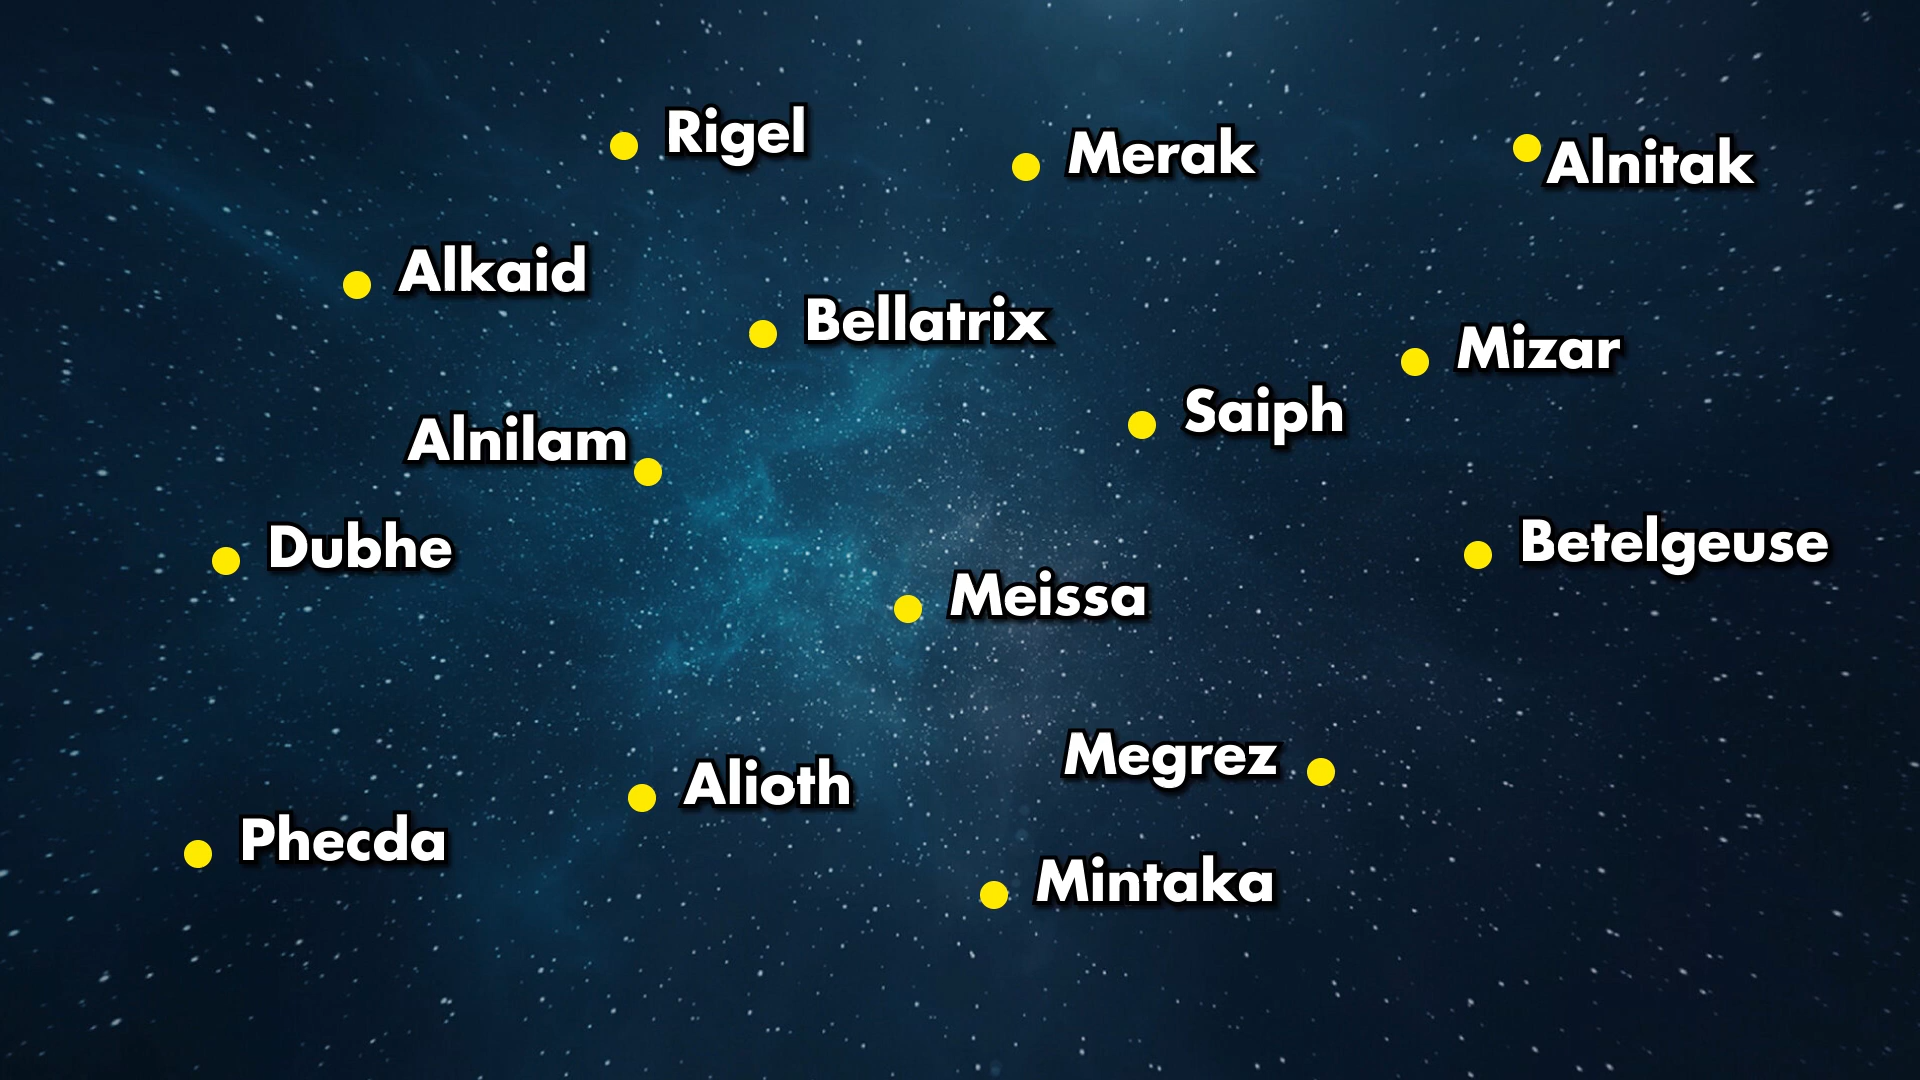 Rigel
Merak
Alnitak
Alkaid
Bellatrix
Mizar
Saiph
Alnilam
Dubhe
Betelgeuse
Meissa
Megrez
Alioth
Phecda
Mintaka